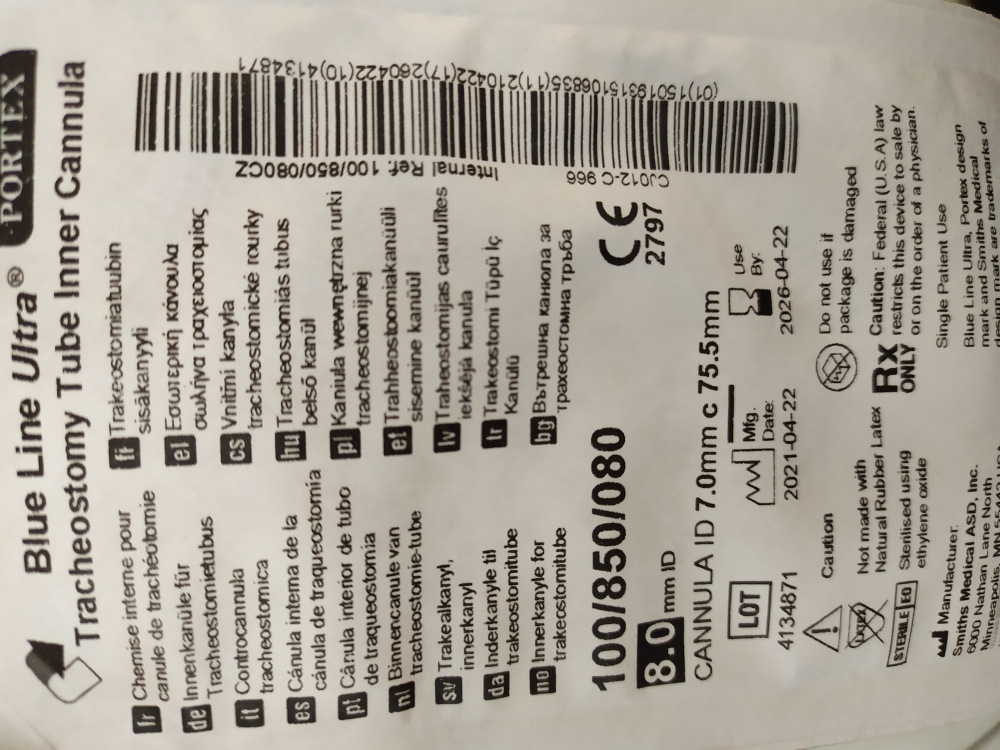 PORTEX
Blue Line Ultra®
Tracheostomy Tube Inner Cannula
fr Chemise interne pour
canule de trachéotomie
de Innenkanüle für
Tracheostomietubus
it Controcannula
tracheostomica
es Cánula interna de la
cánula de traqueostomía
pt Cânula interior de tubo
de traqueostomia
nl Binnencanule van
tracheostomie-tube
sv Trakealkanyl,
innerkanyl
da Inderkanyle til
trakeostomitube
no Innerkanyle for
trakeostomitube
fi Trakeostomiatuubin
sisäkanyyli
el Εσωτερική κάνουλα
σωλήνα τραχειοστομίας
cs Vnitřní kanyla
tracheostomické rourky
hu Tracheostomiás tubus
belső kanül
pl Kaniula wewnętrzna rurki
tracheostomijnej
et Trahheostoomiakanüüli
sisemine kanüül
lv Traheostomijas caurulītes
iekšējā kanula
tr Trakeostomi Tüpü İç
Kanülü
bg Вътрешна канюла за
трахеостомна тръба
(01)15019315106835(11)210422(17)260422(10)4134871
Internal Ref. 100/850/080CZ
CJ012-C 966
100/850/080
8.0 mm ID
CANNULA ID 7.0mm c 75.5mm
CE
2797
LOT
4134871
Mfg.
Date:
2021-04-22
Use
By:
2026-04-22
Caution
Do not use if
package is damaged
LATEX
Not made with
Natural Rubber Latex
Rx
ONLY
Caution: Federal (U.S.A) law
restricts this device to sale by
or on the order of a physician.
STERILE EO
Sterilised using
ethylene oxide
Single Patient Use
Manufacturer:
Smiths Medical ASD, Inc.
6000 Nathan Lane North
Minneapolis, MN
Blue Line Ultra, Portex design
mark and Smiths Medical
design mark are trademarks of